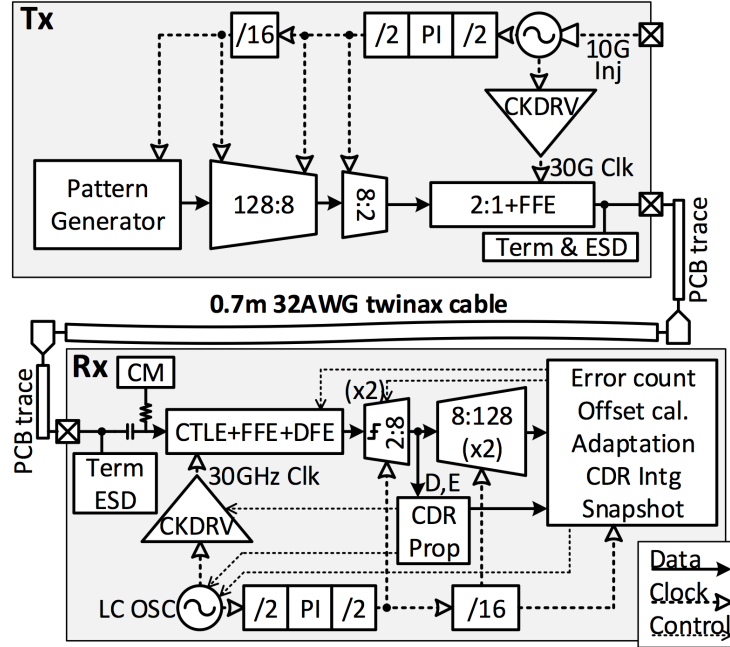 Tx
/16
/2 PI /2
10G
Inj
CKDRV
30G Clk
Pattern
Generator
128:8
8:2
2:1+FFE
Term & ESD
PCB trace
0.7m 32AWG twinax cable
PCB trace
Rx
CM
(x2)
CTLE+FFE+DFE
2:8
8:128
(x2)
Error count
Offset cal.
Adaptation
CDR Intg
Snapshot
Term
ESD
30GHz Clk
CKDRV
D,E
CDR
Prop
LC OSC
/2 PI /2
/16
Data
Clock
Control